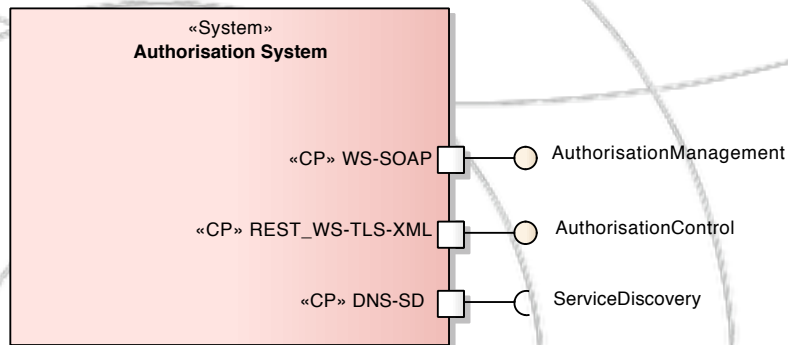 «System»
Authorisation System
«CP» WS-SOAP AuthorisationManagement
«CP» REST_WS-TLS-XML AuthorisationControl
«CP» DNS-SD ServiceDiscovery